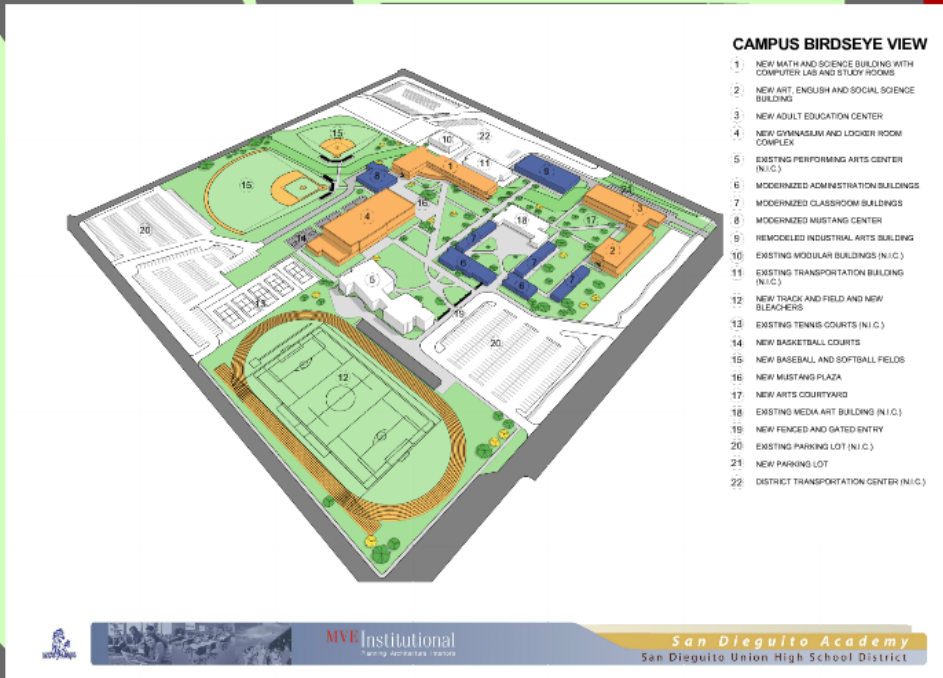 CAMPUS BIRDSEYE VIEW
1 NEW MATH AND SCIENCE BUILDING WITH
COMPUTER LAB AND STUDY ROOMS
2 NEW ART, ENGLISH AND SOCIAL SCIENCE
BUILDING
3 NEW ADULT EDUCATION CENTER
4 NEW GYMNASIUM AND LOCKER ROOM
COMPLEX
5 EXISTING PERFORMING ARTS CENTER
(N.I.C.)
6 MODERNIZED ADMINISTRATION BUILDINGS
7 MODERNIZED CLASSROOM BUILDINGS
8 MODERNIZED MUSTANG CENTER
9 REMODELED INDUSTRIAL ARTS BUILDING
10 EXISTING MODULAR BUILDINGS (N.I.C.)
11 EXISTING TRANSPORTATION BUILDING
(N.I.C.)
12 NEW TRACK AND FIELD AND NEW
BLEACHERS
13 EXISTING TENNIS COURTS (N.I.C.)
14 NEW BASKETBALL COURTS
15 NEW BASEBALL AND SOFTBALL FIELDS
16 NEW MUSTANG PLAZA
17 NEW ARTS COURTYARD
18 EXISTING MEDIA ART BUILDING (N.I.C.)
19 NEW FENCED AND GATED ENTRY
20 EXISTING PARKING LOT (N.I.C.)
21 NEW PARKING LOT
22 DISTRICT TRANSPORTATION CENTER (N.I.C.)
15
10
22
11
1
8
9
15
16
21
3
4
18
17
20
14
7
2
6
7
5
6
7
13
19
20
12
MVE Institutional
Planning Architecture Interiors
San Dieguito Academy
San Dieguito Union High School District